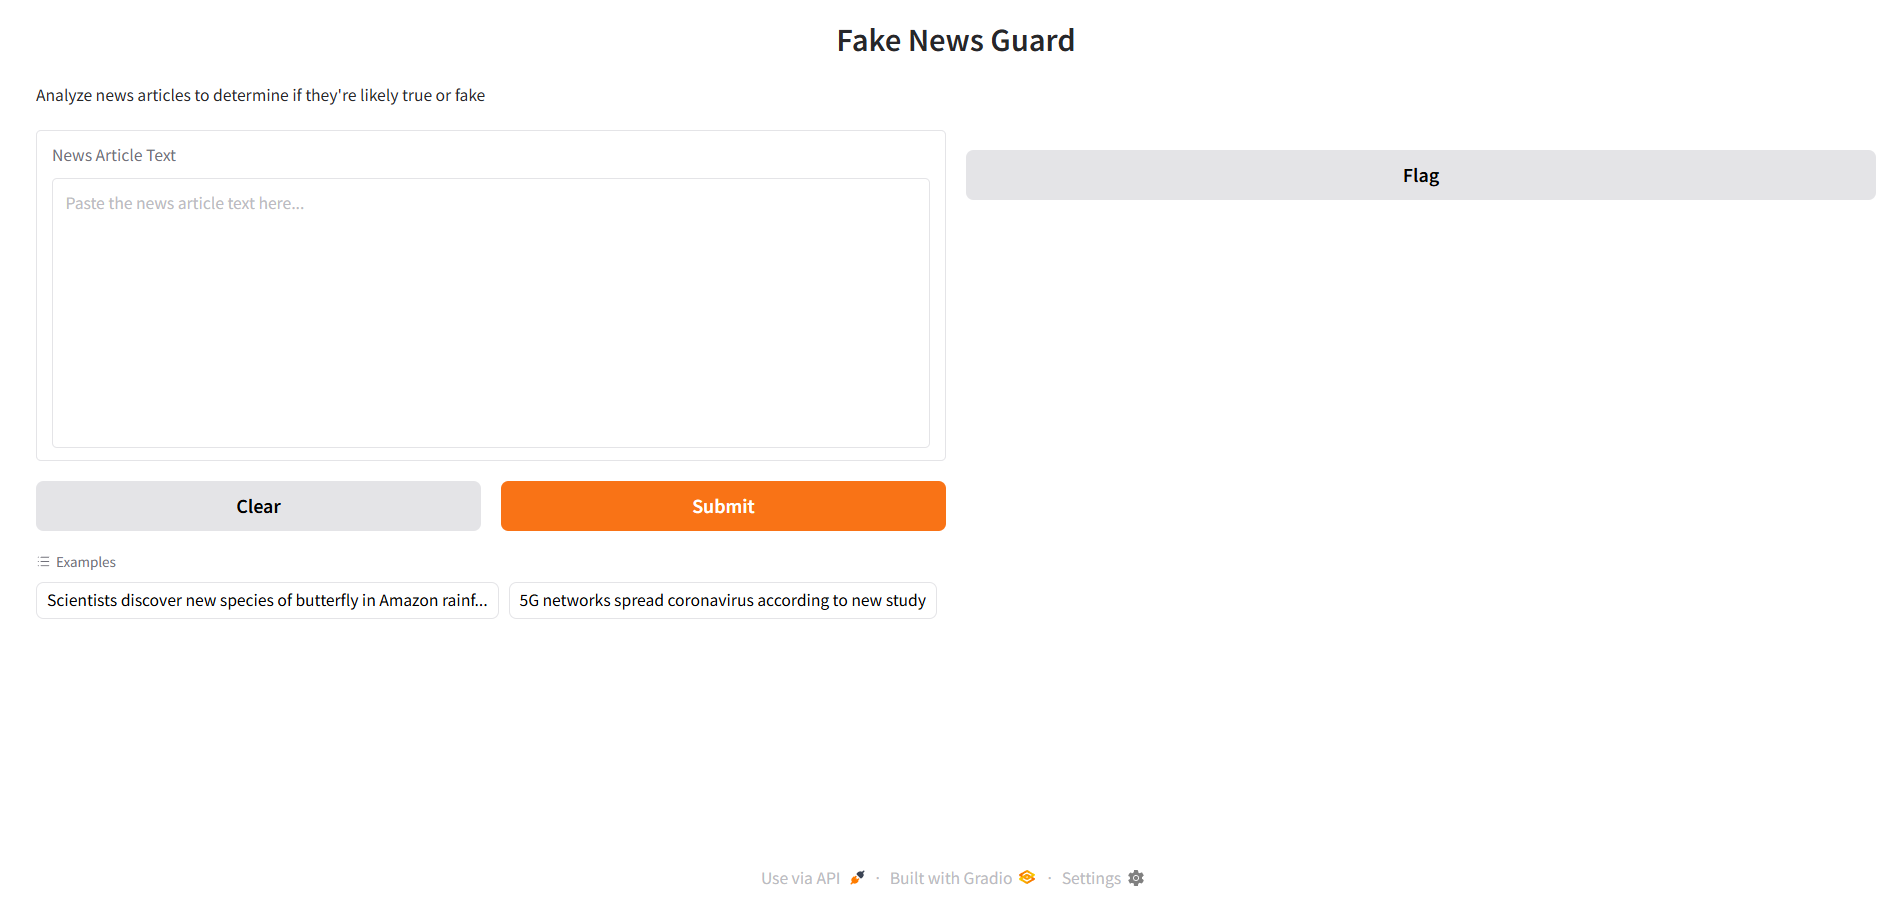 Fake News Guard
Analyze news articles to determine if they're likely true or fake
News Article Text
Paste the news article text here...
Flag
Clear
Submit
Examples
Scientists discover new species of butterfly in Amazon rainf...
5G networks spread coronavirus according to new study
Use via API · Built with Gradio · Settings